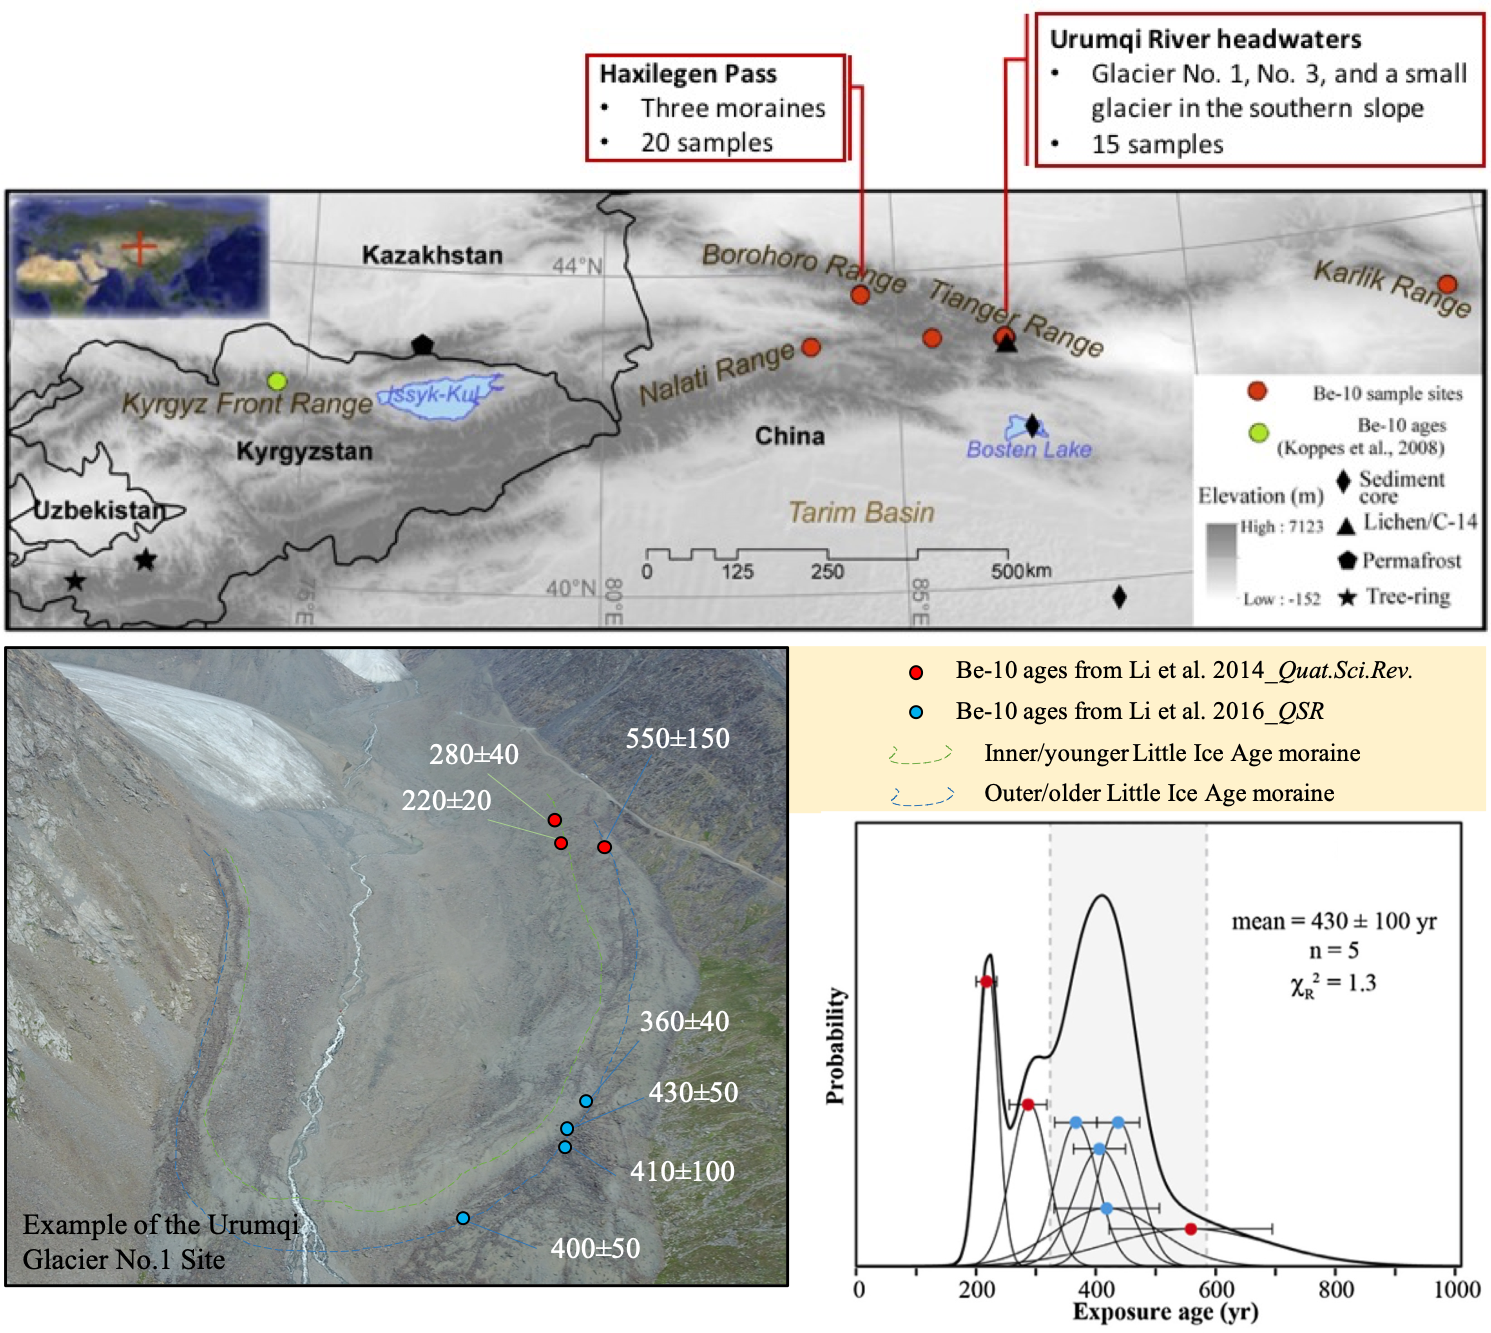 Haxilegen Pass
• Three moraines
• 20 samples
Urumqi River headwaters
• Glacier No. 1, No. 3, and a small
glacier in the southern slope
• 15 samples
Kazakhstan
44°N
Borohoro Range
Tianger Range
Karlik Range
Nalati Range
Kyrgyz Front Range
Issyk-Kul
Kyrgyzstan
China
Bosten Lake
Uzbekistan
Tarim Basin
0 125 250 500km
40°N
75°E
80°E
85°E
Be-10 sample sites
Be-10 ages
(Koppes et al., 2008)
Sediment
core
Elevation (m)
High : 7123
Low : -152
Lichen/C-14
Permafrost
Tree-ring
280±40
550±150
220±20
360±40
430±50
410±100
400±50
Example of the Urumqi
Glacier No.1 Site
Be-10 ages from Li et al. 2014_Quat.Sci.Rev.
Be-10 ages from Li et al. 2016_QSR
Inner/younger Little Ice Age moraine
Outer/older Little Ice Age moraine
mean = 430 ± 100 yr
n = 5
χR² = 1.3
Probability
0 200 400 600 800 1000
Exposure age (yr)